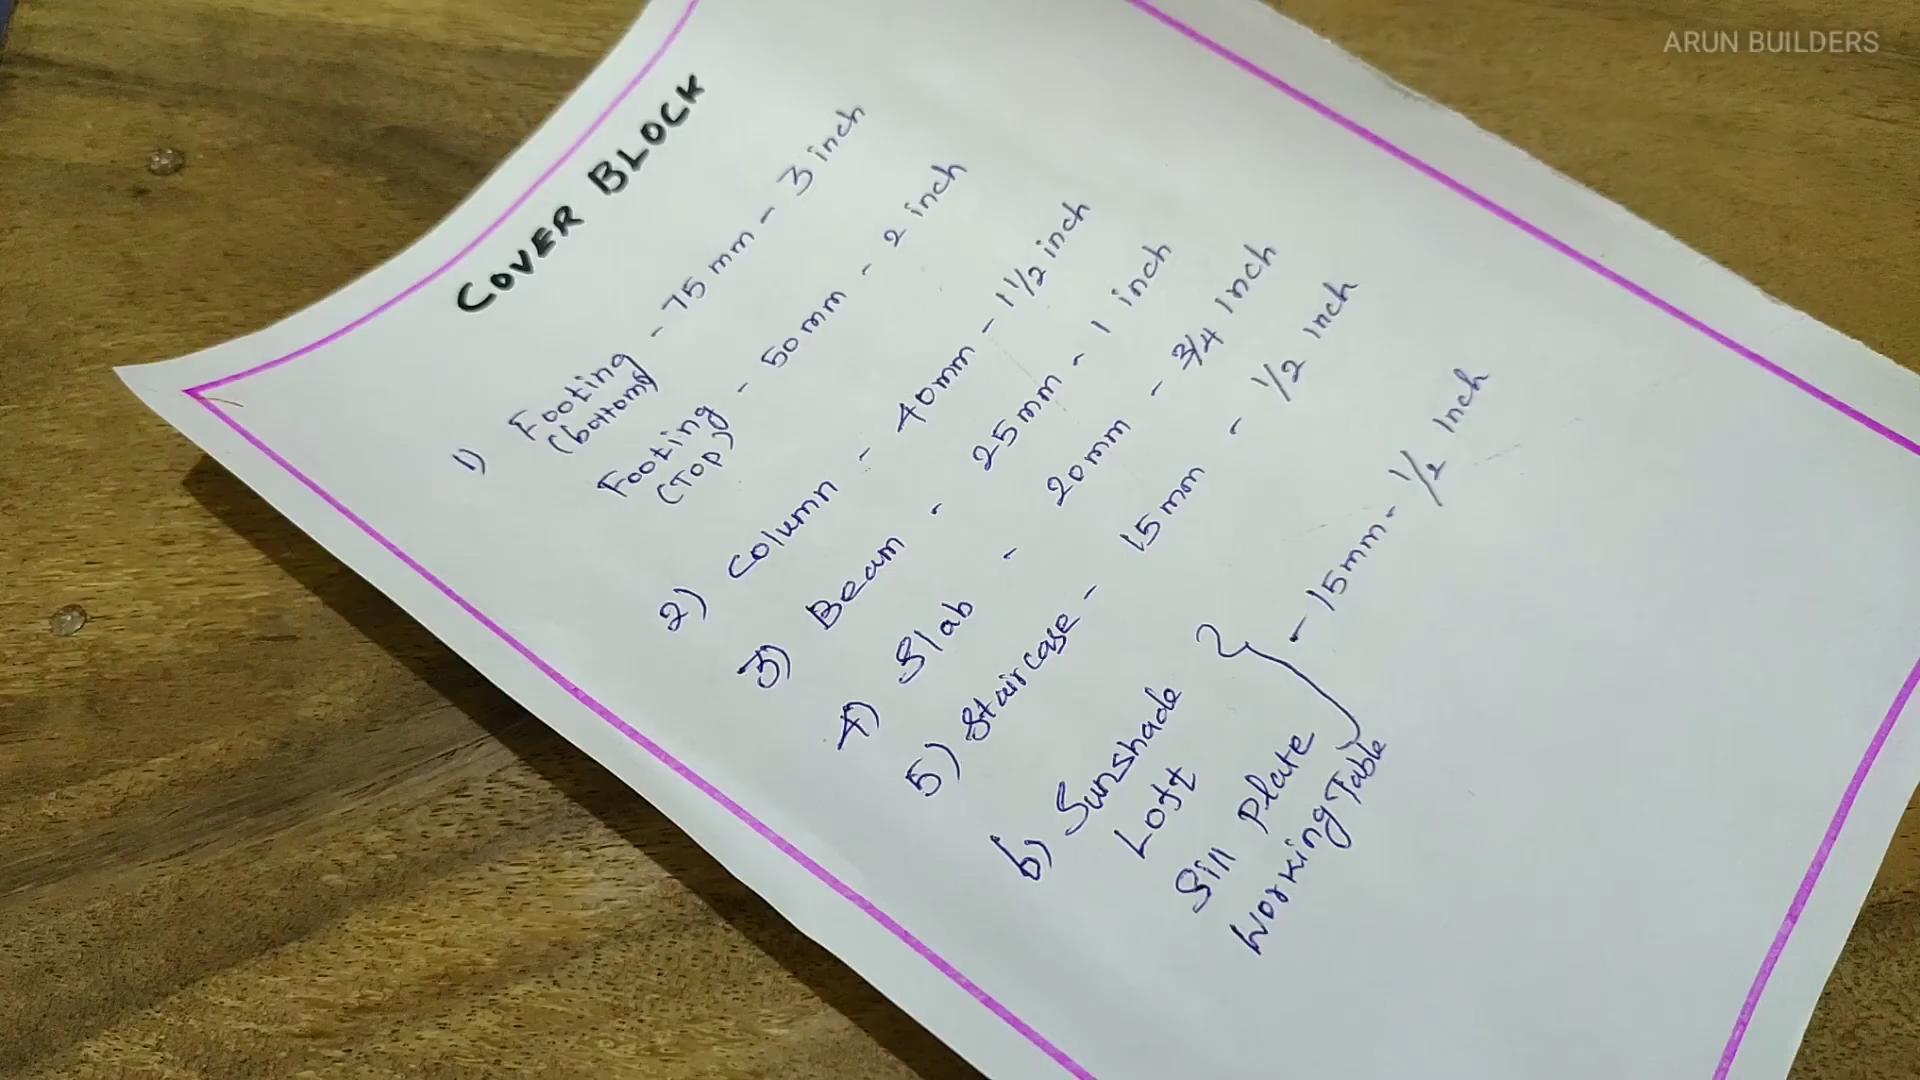 ARUN BUILDERS
COVER BLOCK
1) Footing - 75 mm - 3 inch
(bottom)
Footing - 50 mm - 2 inch
(Top)
2) Column - 40mm - 1 1/2 inch
3) Beam - 25mm - 1 inch
4) Slab - 20mm - 3/4 inch
5) Staircase - 15mm - 1/2 inch
6) Sunshade
Loft
Sill Plate
Working Table
} - 15mm - 1/2 inch